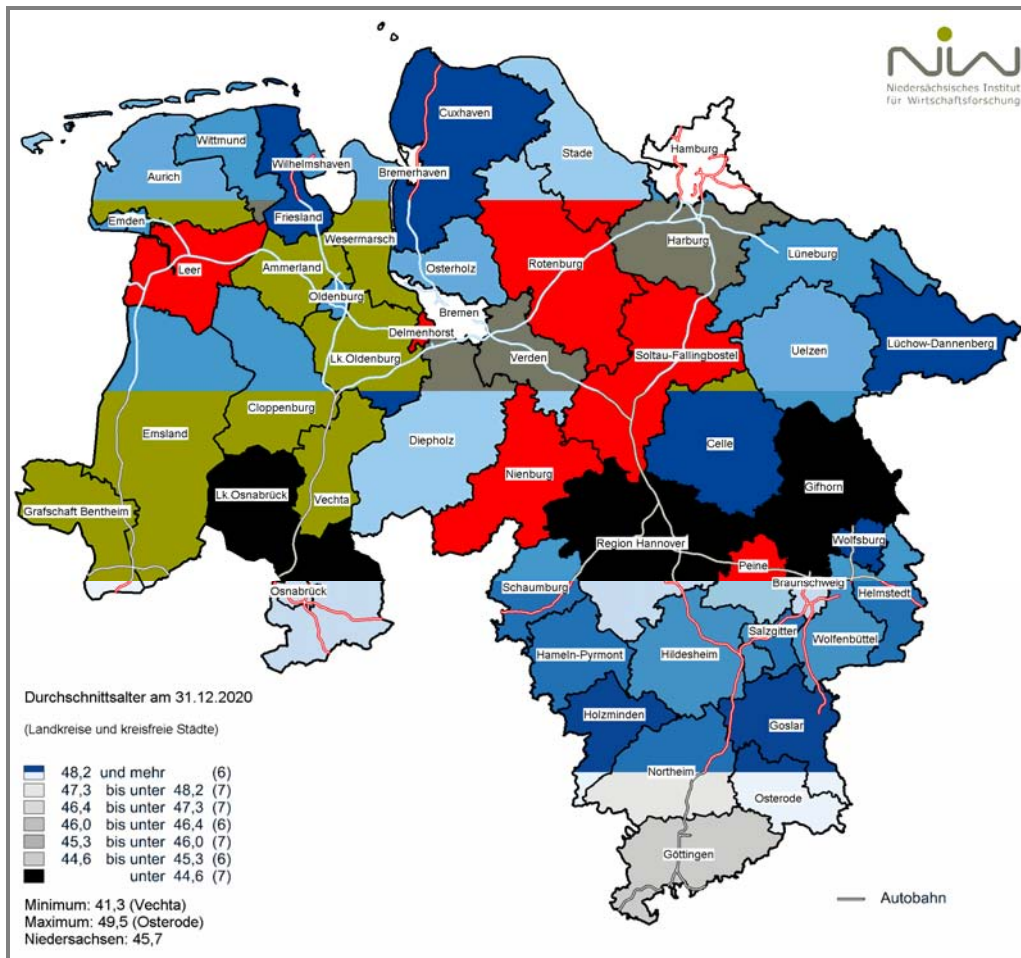 NIW
Niedersächsisches Institut
für Wirtschaftsforschung
Cuxhaven
Wittmund
Stade
Hamburg
Wilhelmshaven
Bremerhaven
Aurich
Emden
Friesland
Wesermarsch
Harburg
Lüneburg
Leer
Ammerland
Osterholz
Rotenburg
Oldenburg
Bremen
Delmenhorst
Lk.Oldenburg
Verden
Soltau-Fallingbostel
Uelzen
Lüchow-Dannenberg
Cloppenburg
Emsland
Diepholz
Celle
Nienburg
Gifhorn
Lk.Osnabrück
Vechta
Grafschaft Bentheim
Region Hannover
Wolfsburg
Peine
Braunschweig
Schaumburg
Osnabrück
Helmstedt
Salzgitter
Wolfenbüttel
Hameln-Pyrmont
Hildesheim
Holzminden
Goslar
Northeim
Osterode
Göttingen
Durchschnittsalter am 31.12.2020
(Landkreise und kreisfreie Städte)
48,2 und mehr (6)
47,3 bis unter 48,2 (7)
46,4 bis unter 47,3 (7)
46,0 bis unter 46,4 (6)
45,3 bis unter 46,0 (7)
44,6 bis unter 45,3 (6)
unter 44,6 (7)
Minimum: 41,3 (Vechta)
Maximum: 49,5 (Osterode)
Niedersachsen: 45,7
Autobahn